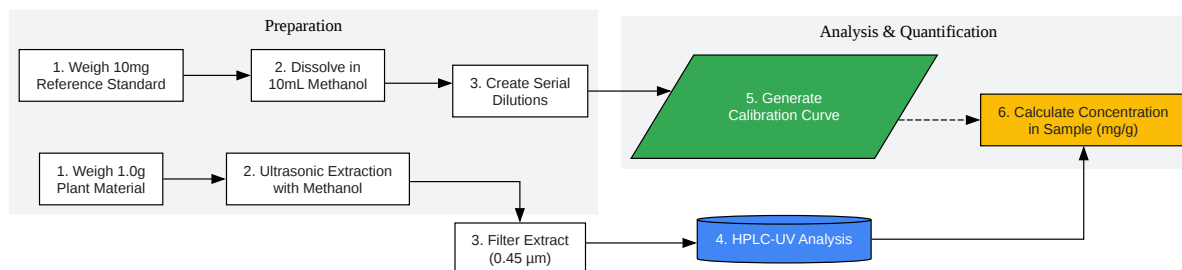 Preparation
1. Weigh 10mg
Reference Standard
2. Dissolve in
10mL Methanol
3. Create Serial
Dilutions
1. Weigh 1.0g
Plant Material
2. Ultrasonic Extraction
with Methanol
3. Filter Extract
(0.45 µm)
Analysis & Quantification
5. Generate
Calibration Curve
6. Calculate Concentration
in Sample (mg/g)
4. HPLC-UV Analysis